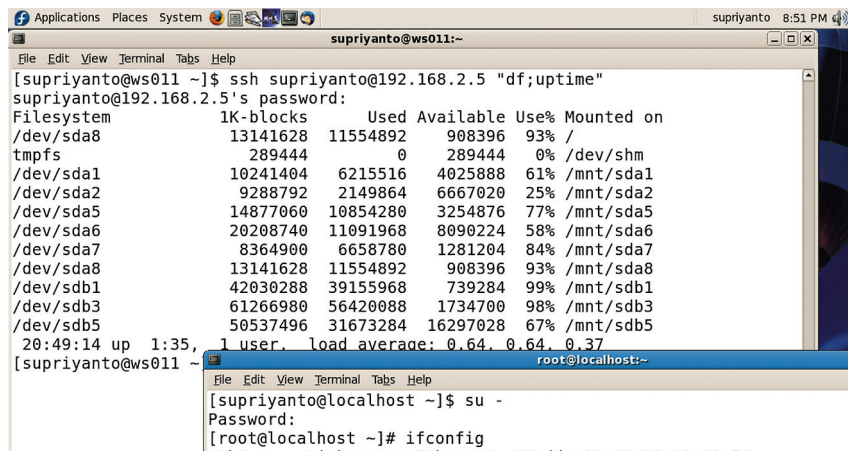 Applications Places System supriyanto 8:51 PM
supriyanto@ws011:~
File Edit View Terminal Tabs Help
[supriyanto@ws011 ~]$ ssh supriyanto@192.168.2.5 "df;uptime"
supriyanto@192.168.2.5's password:
Filesystem 1K-blocks Used Available Use% Mounted on
/dev/sda8 13141628 11554892 908396 93% /
tmpfs 289444 0 289444 0% /dev/shm
/dev/sda1 10241404 6215516 4025888 61% /mnt/sda1
/dev/sda2 9288792 2149864 6667020 25% /mnt/sda2
/dev/sda5 14877060 10854280 3254876 77% /mnt/sda5
/dev/sda6 20208740 11091968 8090224 58% /mnt/sda6
/dev/sda7 8364900 6658780 1281204 84% /mnt/sda7
/dev/sda8 13141628 11554892 908396 93% /mnt/sda8
/dev/sdb1 42030288 39155968 739284 99% /mnt/sdb1
/dev/sdb3 61266980 56420088 1734700 98% /mnt/sdb3
/dev/sdb5 50537496 31673284 16297028 67% /mnt/sdb5
20:49:14 up 1:35, 1 user, load average: 0.64, 0.64, 0.37
[supriyanto@ws011 ~
root@localhost:~
File Edit View Terminal Tabs Help
[supriyanto@localhost ~]$ su -
Password:
[root@localhost ~]# ifconfig